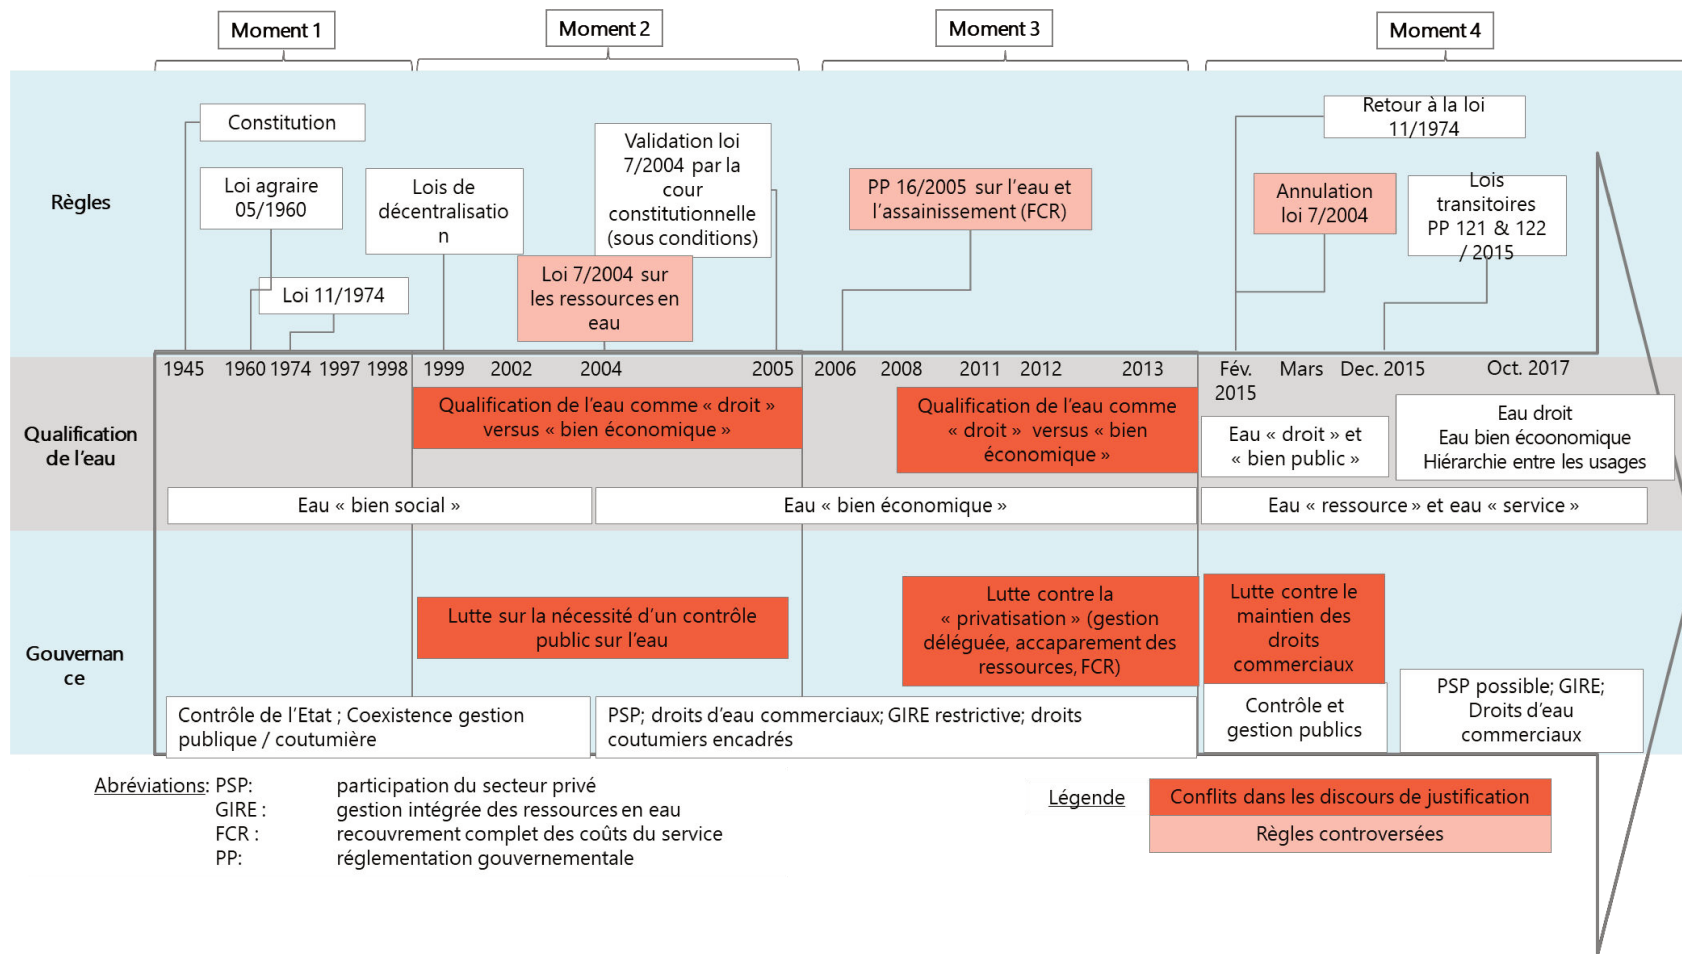 Moment 1
Moment 2
Moment 3
Moment 4
Règles
Constitution
Loi agraire
05/1960
Loi 11/1974
Lois de
décentralisatio
n
Validation loi
7/2004 par la
cour
constitutionnelle
(sous conditions)
Loi 7/2004 sur
les ressources en
eau
PP 16/2005 sur l’eau et
l’assainissement (FCR)
Retour à la loi
11/1974
Annulation
loi 7/2004
Lois
transitoires
PP 121 & 122
/ 2015
1945 1960 1974 1997 1998 1999 2002 2004 2005 2006 2008 2011 2012 2013 Fév. Mars Dec. 2015 Oct. 2017
2015
Qualification
de l’eau
Qualification de l’eau comme « droit »
versus « bien économique »
Qualification de l’eau comme
« droit » versus « bien
économique »
Eau « droit » et
« bien public »
Eau droit
Eau bien écoonomique
Hiérarchie entre les usages
Eau « bien social »
Eau « bien économique »
Eau « ressource » et eau « service »
Gouvernan
ce
Lutte sur la nécessité d’un contrôle
public sur l’eau
Lutte contre la
« privatisation » (gestion
déléguée, accaparement des
ressources, FCR)
Lutte contre le
maintien des
droits
commerciaux
Contrôle de l’Etat ; Coexistence gestion
publique / coutumière
PSP; droits d’eau commerciaux; GIRE restrictive; droits
coutumiers encadrés
Contrôle et
gestion publics
PSP possible; GIRE;
Droits d’eau
commerciaux
Abréviations: PSP: participation du secteur privé
GIRE : gestion intégrée des ressources en eau
FCR : recouvrement complet des coûts du service
PP: réglementation gouvernementale
Légende
Conflits dans les discours de justification
Règles controversées